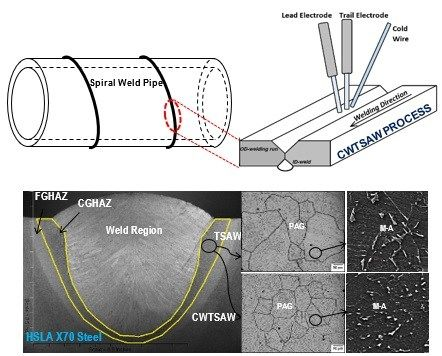 Lead Electrode
Trail Electrode
Cold
Wire
Spiral Weld Pipe
Welding Direction
OD-welding run
ID-weld
CWTSAW PROCESS
FGHAZ
CGHAZ
Weld Region
TSAW
CWTSAW
HSLA X70 Steel
PAG
M-A
PAG
M-A